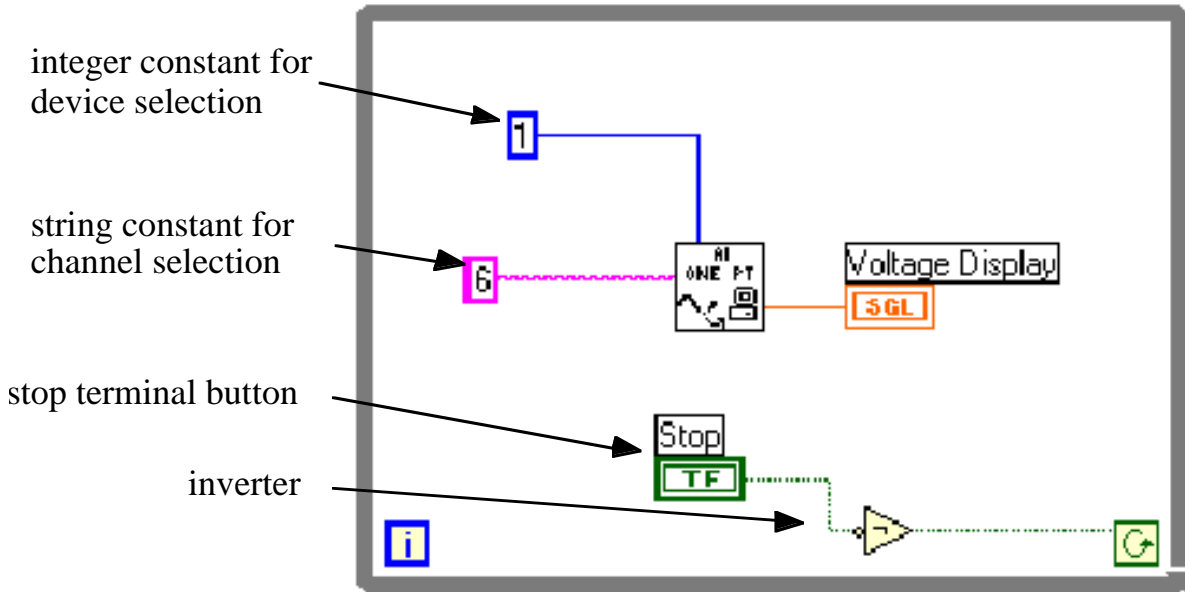 integer constant for
device selection
1
string constant for
channel selection
6
AI
ONE PT
Voltage Display
SGL
stop terminal button
Stop
TF
inverter
i